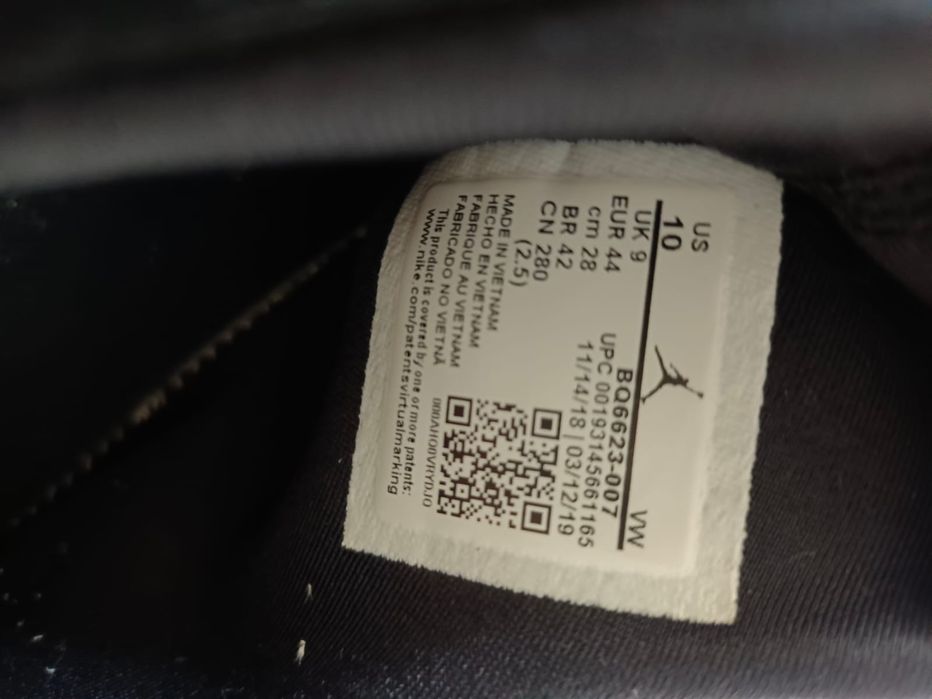 US
10
VW
UK 9
EUR 44
cm 28
BR 42
CN 280
(2.5)
BQ6623-007
UPC 00193145661165
11/14/18 | 03/12/19
MADE IN VIETNAM
HECHO EN VIETNAM
FABRIQUE AU VIETNAM
FABRICADO NO VIETNÃ
This product is covered by one or more patents:
www.nike.com/patentsvirtualmarking